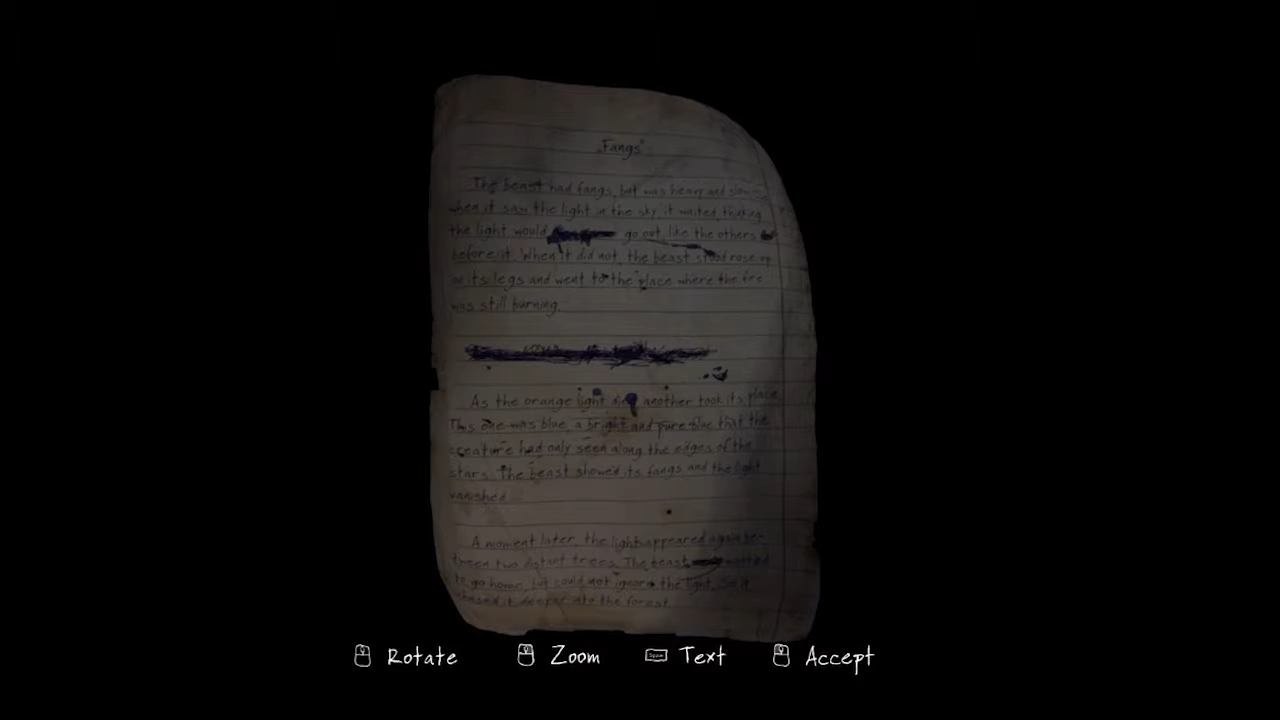 „Fangs"
The beast had fangs, but was heavy and slow so
when it saw the light in the sky, it waited, thinking
the light would go out, like the others
before it. When it did not, the beast stood rose up
on its legs and went to the place where the fire
was still burning.
As the orange light died another took its place.
This one was blue, a bright and pure blue that the
creature had only seen along the edges of the
stars. The beast showed its fangs and the light
vanished.
A moment later, the light appeared again be-
tween two distant trees. The beast wanted
to go home, but could not ignore the light. So it
chased it deeper into the forest.
Rotate Zoom Text Accept